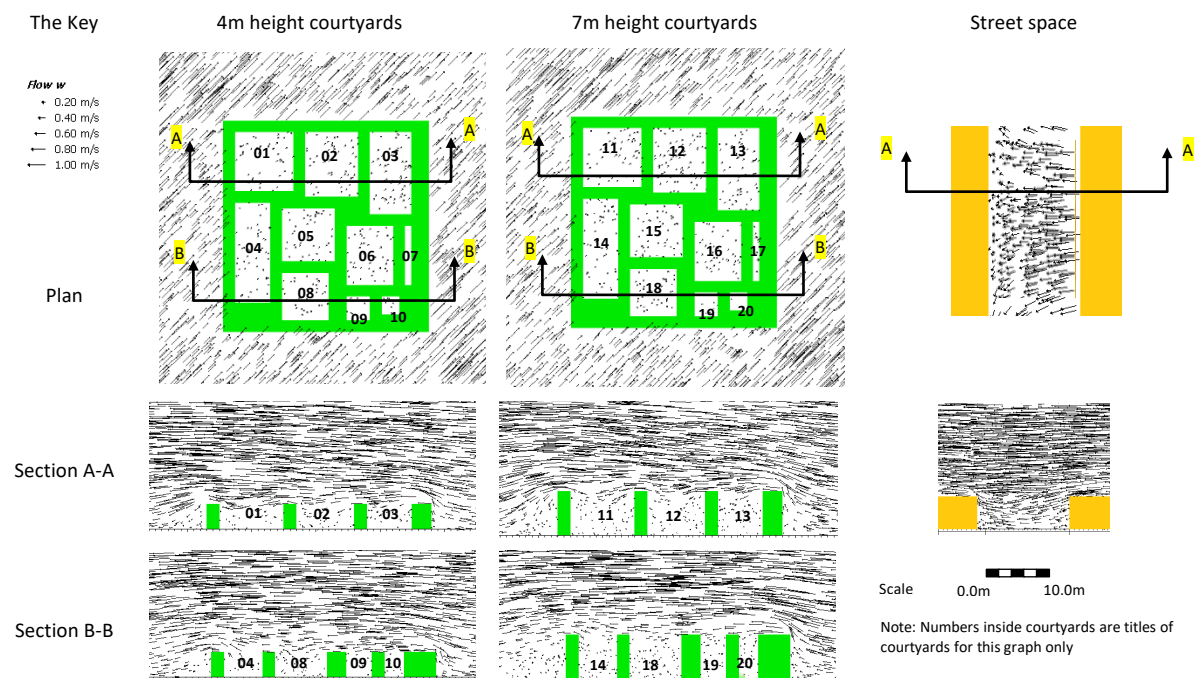 The Key
4m height courtyards
7m height courtyards
Street space
Flow w
0.20 m/s
0.40 m/s
0.60 m/s
0.80 m/s
1.00 m/s
Plan
A
A
01
02
03
04
05
06
07
B
B
08
09
10
A
A
11
12
13
14
15
16
17
B
B
18
19
20
A
A
Section A-A
01
02
03
11
12
13
Section B-B
04
08
09
10
14
18
19
20
Scale
0.0m
10.0m
Note: Numbers inside courtyards are titles of
courtyards for this graph only